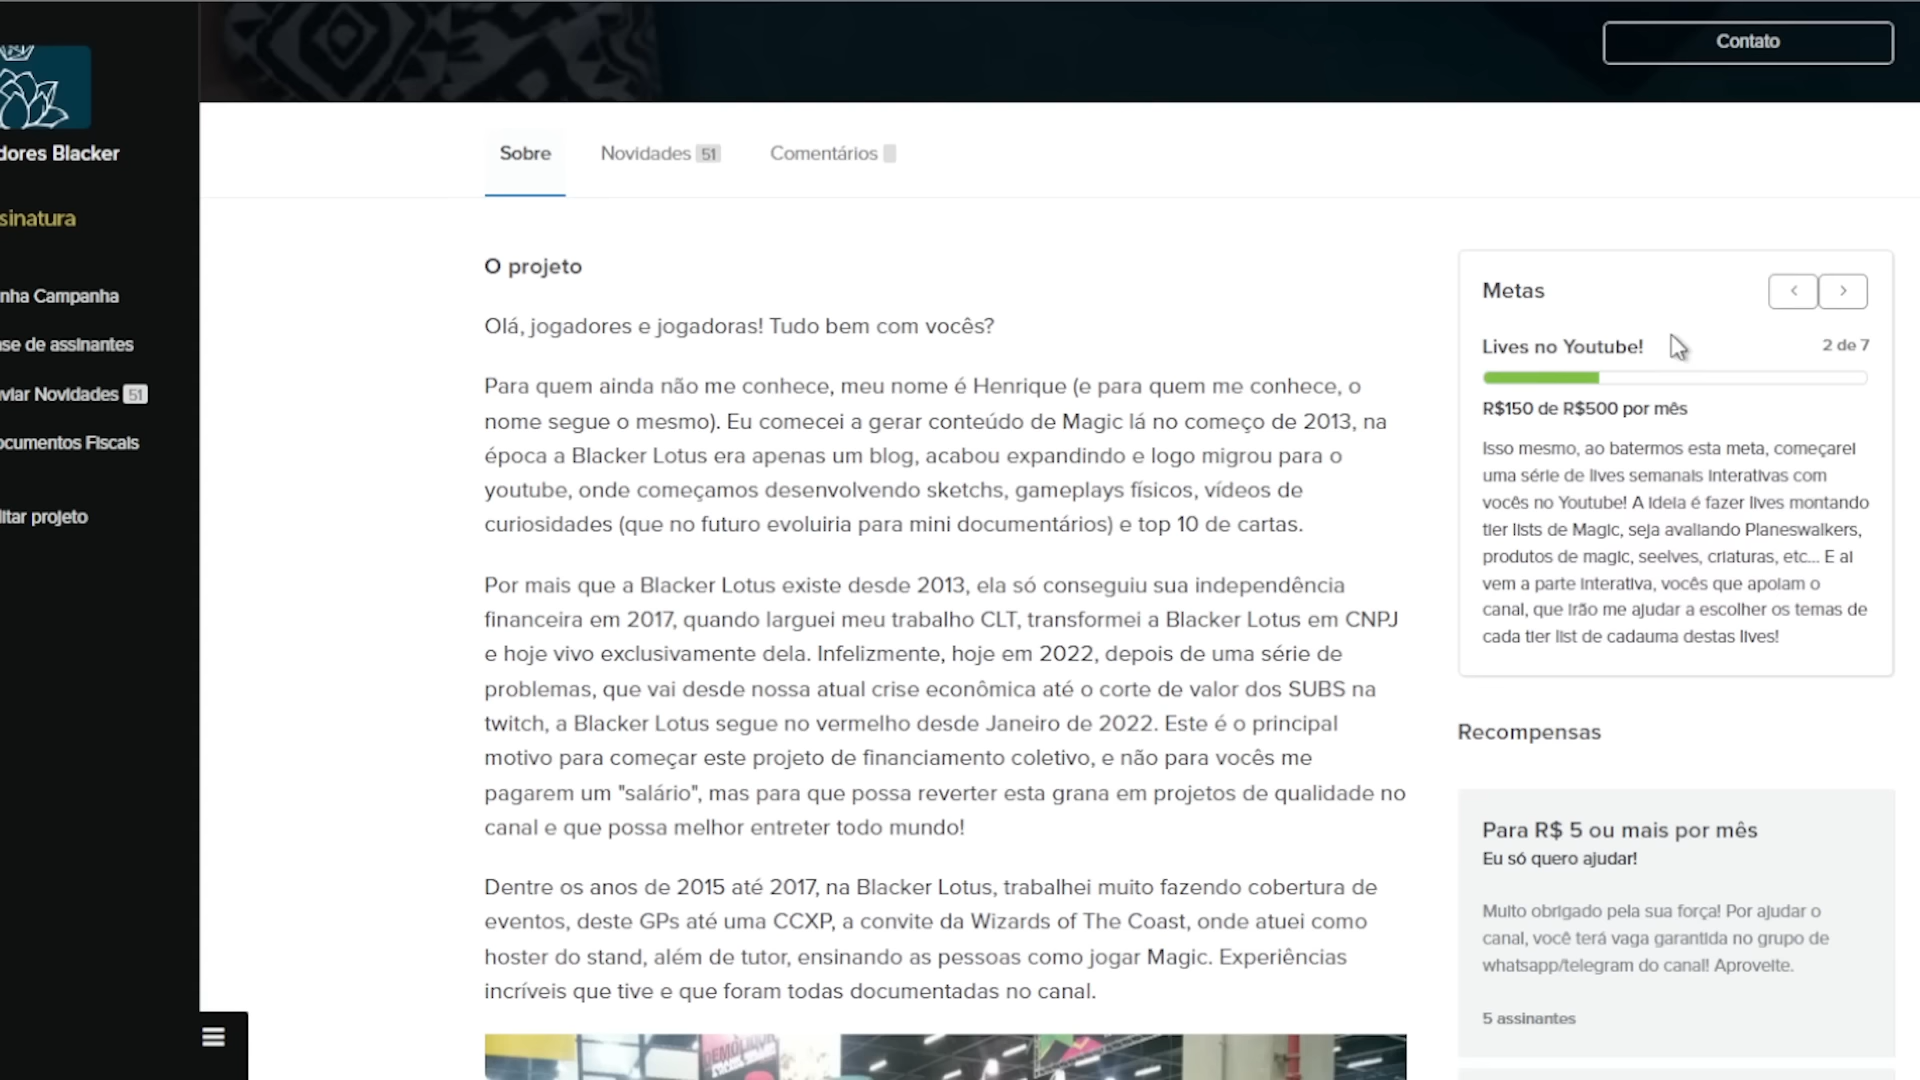 Contato
dores Blacker
sinatura
nha Campanha
se de assinantes
viar Novidades 51
ocumentos Fiscais
itar projeto
Sobre
Novidades 51
Comentários
O projeto
Olá, jogadores e jogadoras! Tudo bem com vocês?
Para quem ainda não me conhece, meu nome é Henrique (e para quem me conhece, o
nome segue o mesmo). Eu comecei a gerar conteúdo de Magic lá no começo de 2013, na
época a Blacker Lotus era apenas um blog, acabou expandindo e logo migrou para o
youtube, onde começamos desenvolvendo sketchs, gameplays físicos, vídeos de
curiosidades (que no futuro evoluiria para mini documentários) e top 10 de cartas.
Por mais que a Blacker Lotus existe desde 2013, ela só conseguiu sua independência
financeira em 2017, quando larguei meu trabalho CLT, transformei a Blacker Lotus em CNPJ
e hoje vivo exclusivamente dela. Infelizmente, hoje em 2022, depois de uma série de
problemas, que vai desde nossa atual crise econômica até o corte de valor dos SUBS na
twitch, a Blacker Lotus segue no vermelho desde Janeiro de 2022. Este é o principal
motivo para começar este projeto de financiamento coletivo, e não para vocês me
pagarem um "salário", mas para que possa reverter esta grana em projetos de qualidade no
canal e que possa melhor entreter todo mundo!
Dentre os anos de 2015 até 2017, na Blacker Lotus, trabalhei muito fazendo cobertura de
eventos, deste GPs até uma CCXP, a convite da Wizards of The Coast, onde atuei como
hoster do stand, além de tutor, ensinando as pessoas como jogar Magic. Experiências
incríveis que tive e que foram todas documentadas no canal.
Metas
Lives no Youtube!
2 de 7
R$150 de R$500 por mês
Isso mesmo, ao batermos esta meta, começarei
uma série de lives semanais interativas com
vocês no Youtube! A ideia é fazer lives montando
tier lists de Magic, seja avaliando Planeswalkers,
produtos de magic, seelves, criaturas, etc... E ai
vem a parte interativa, vocês que apoiam o
canal, que irão me ajudar a escolher os temas de
cada tier list de cadauma destas lives!
Recompensas
Para R$ 5 ou mais por mês
Eu só quero ajudar!
Muito obrigado pela sua força! Por ajudar o
canal, você terá vaga garantida no grupo de
whatsapp/telegram do canal! Aproveite.
5 assinantes